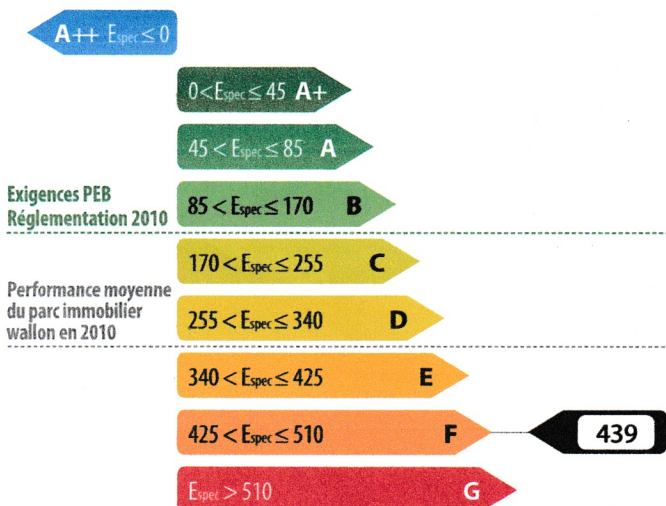 A++ Espec ≤ 0
0 < Espec ≤ 45 A+
45 < Espec ≤ 85 A
Exigences PEB
Réglementation 2010
85 < Espec ≤ 170 B
170 < Espec ≤ 255 C
Performance moyenne
du parc immobilier
wallon en 2010
255 < Espec ≤ 340 D
340 < Espec ≤ 425 E
425 < Espec ≤ 510 F
439
Espec > 510 G